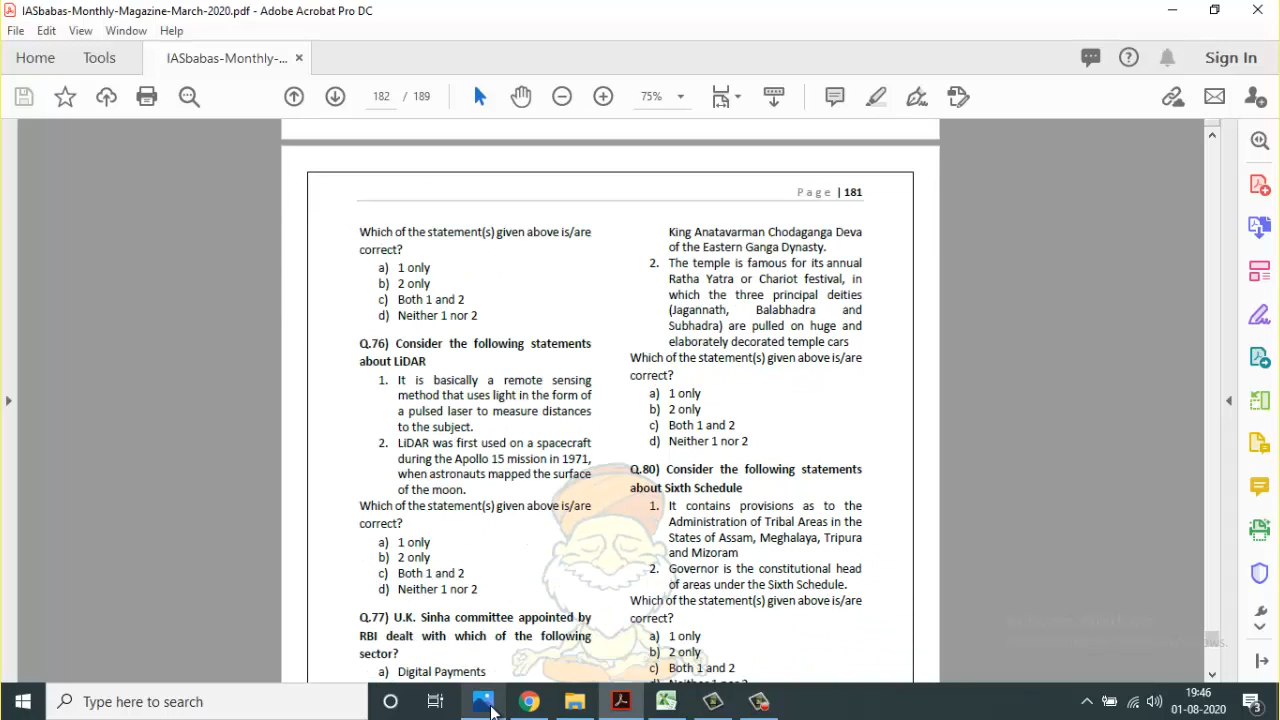 IASbabas-Monthly-Magazine-March-2020.pdf - Adobe Acrobat Pro DC
File Edit View Window Help
Home Tools IASbabas-Monthly-... × Sign In
182 / 189 75%
Page | 181
Which of the statement(s) given above is/are
correct?
a) 1 only
b) 2 only
c) Both 1 and 2
d) Neither 1 nor 2
Q.76) Consider the following statements
about LiDAR
1. It is basically a remote sensing
method that uses light in the form of
a pulsed laser to measure distances
to the subject.
2. LiDAR was first used on a spacecraft
during the Apollo 15 mission in 1971,
when astronauts mapped the surface
of the moon.
Which of the statement(s) given above is/are
correct?
a) 1 only
b) 2 only
c) Both 1 and 2
d) Neither 1 nor 2
Q.77) U.K. Sinha committee appointed by
RBI dealt with which of the following
sector?
a) Digital Payments
King Anatavarman Chodaganga Deva
of the Eastern Ganga Dynasty.
2. The temple is famous for its annual
Ratha Yatra or Chariot festival, in
which the three principal deities
(Jagannath, Balabhadra and
Subhadra) are pulled on huge and
elaborately decorated temple cars
Which of the statement(s) given above is/are
correct?
a) 1 only
b) 2 only
c) Both 1 and 2
d) Neither 1 nor 2
Q.80) Consider the following statements
about Sixth Schedule
1. It contains provisions as to the
Administration of Tribal Areas in the
States of Assam, Meghalaya, Tripura
and Mizoram
2. Governor is the constitutional head
of areas under the Sixth Schedule.
Which of the statement(s) given above is/are
correct?
a) 1 only
b) 2 only
c) Both 1 and 2
d) Neither 1 nor 2
Type here to search
19:46
01-08-2020
3